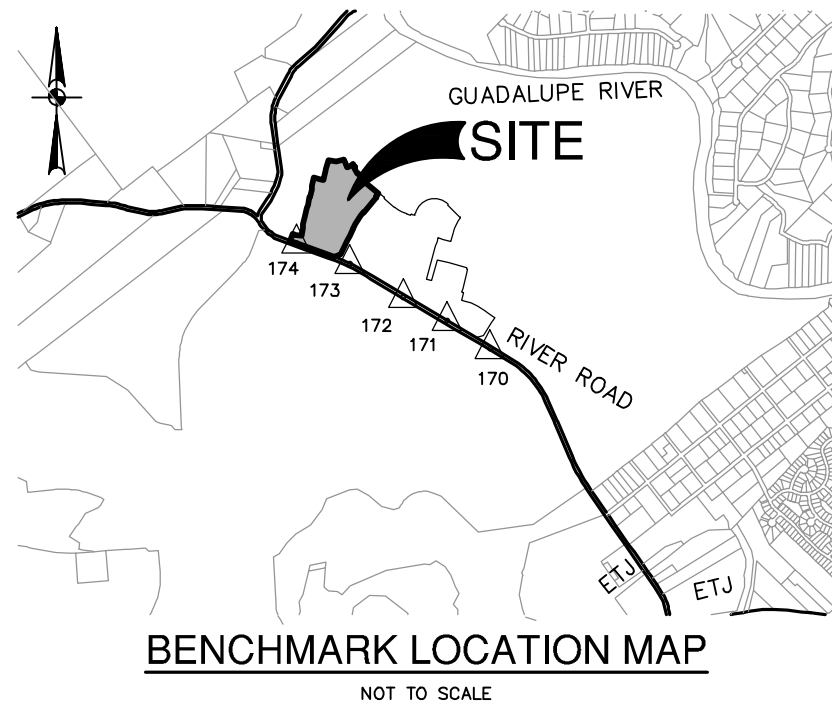 GUADALUPE RIVER
SITE
174
173
172
171
170
RIVER ROAD
ETJ
ETJ
BENCHMARK LOCATION MAP
NOT TO SCALE